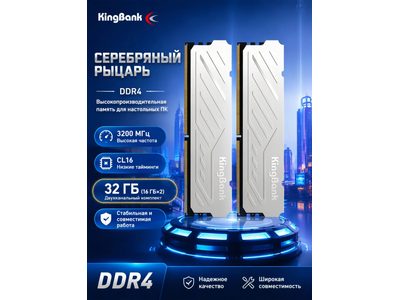 KingBank
СЕРЕБРЯНЫЙ
РЫЦАРЬ
DDR4
Высокопроизводительная
память для настольных ПК
3200 МГц
Высокая частота
CL16
Низкие тайминги
32 ГБ (16 ГБ×2)
Двухканальный комплект
Стабильная и
совместимая
работа
KingBank
KingBank
DDR4
Надежное
качество
Широкая
совместимость